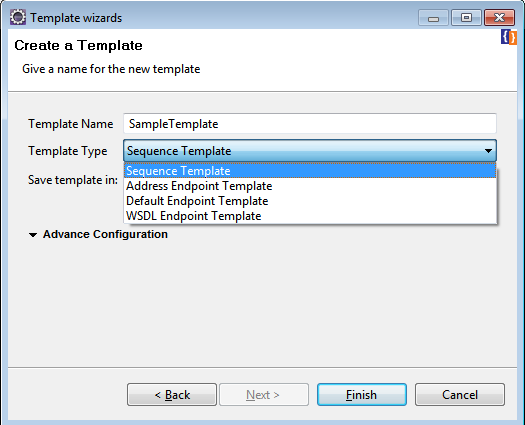 Template wizards
Create a Template
Give a name for the new template
Template Name SampleTemplate
Template Type Sequence Template
Save template in: Sequence Template
Address Endpoint Template
Default Endpoint Template
WSDL Endpoint Template
Advance Configuration
< Back Next > Finish Cancel